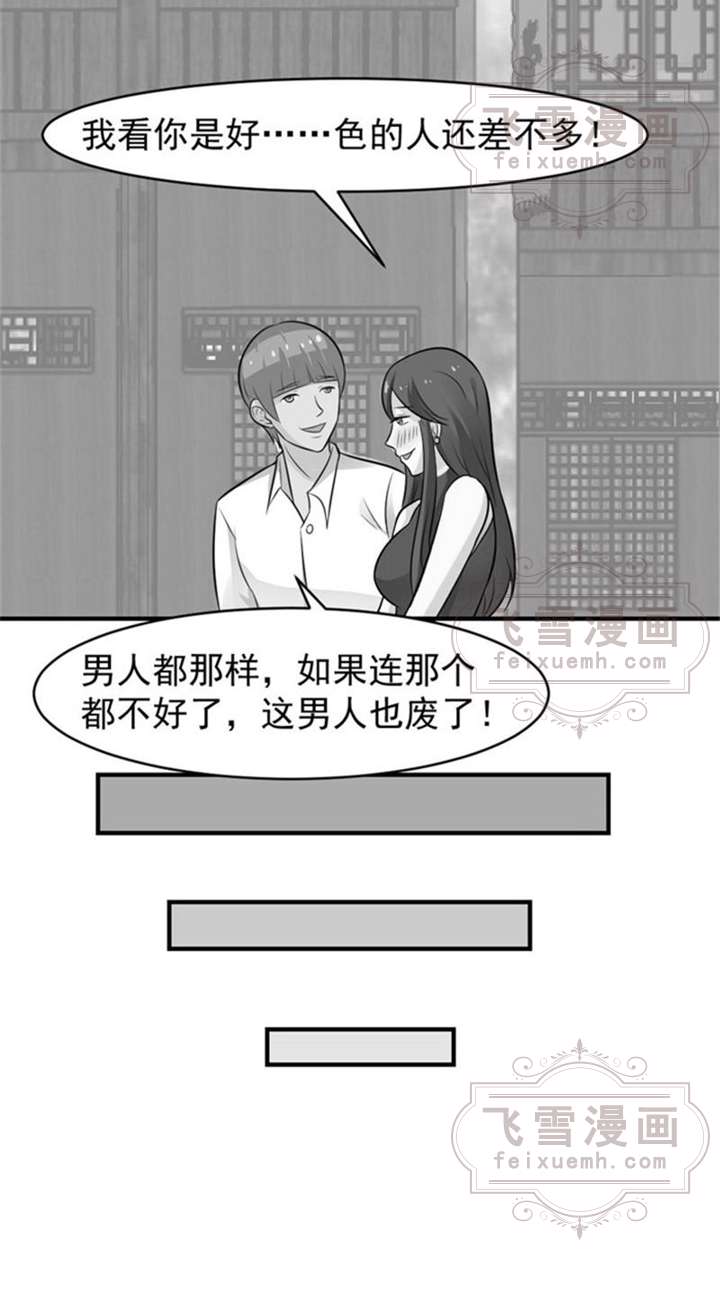 我看你是好……色的人还差不多！
飞雪漫画
feixuemh.com
飞雪漫画
feixuemh.com
男人都那样，如果连那个
都不好了，这男人也废了！
飞雪漫画
feixuemh.com